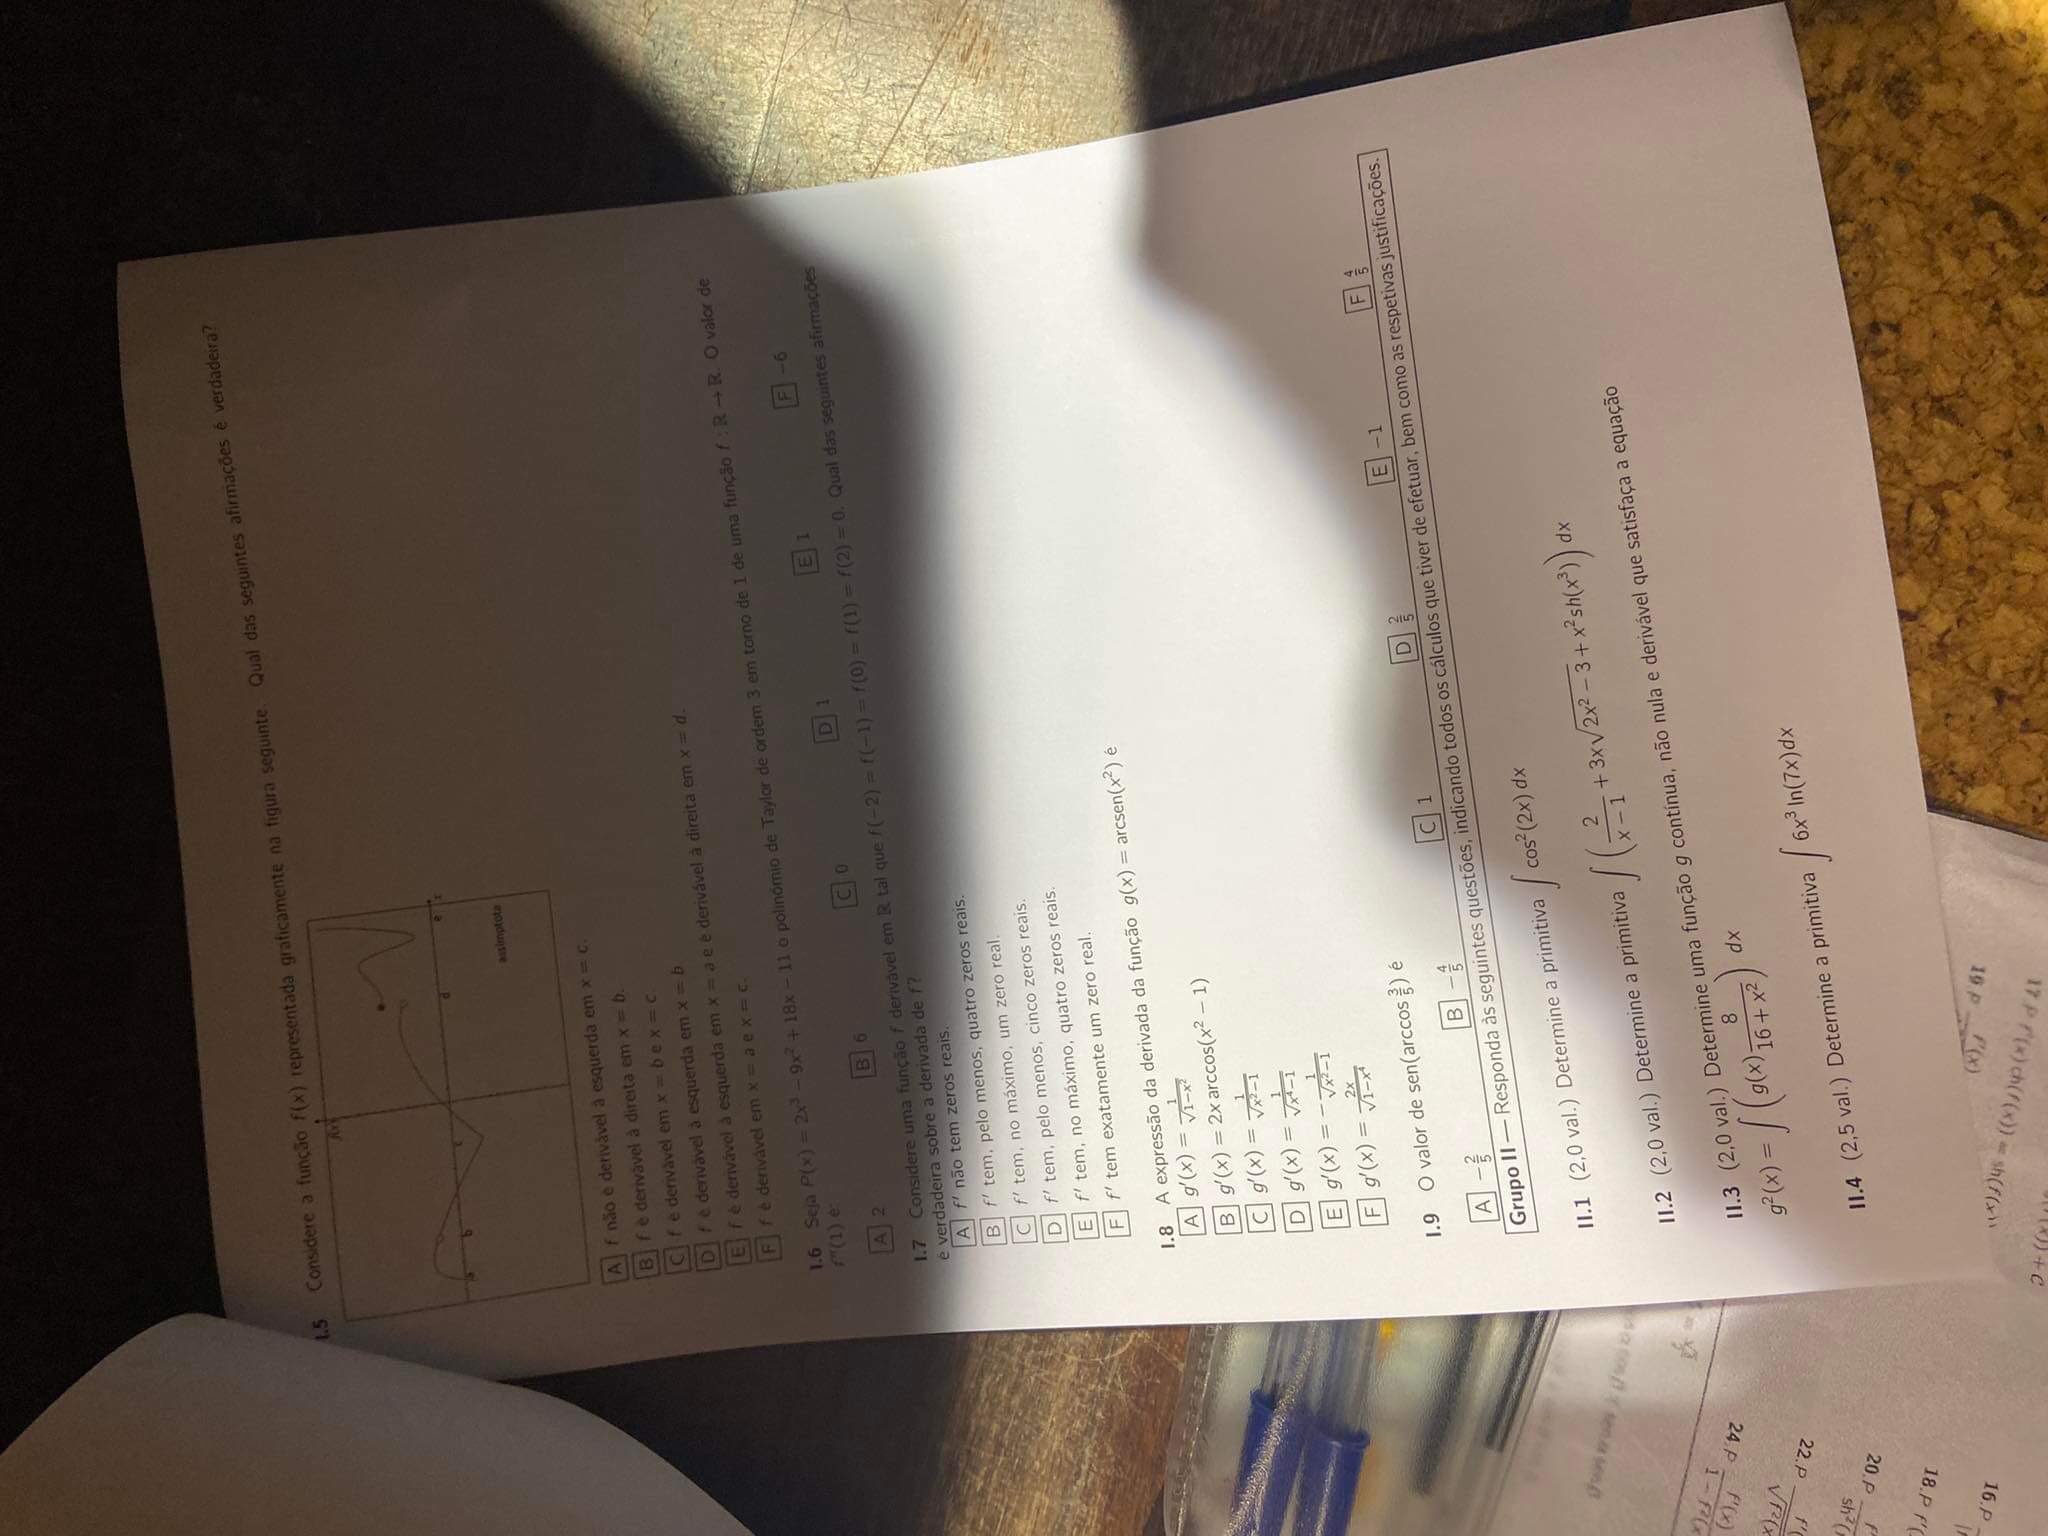 I.5 Considere a função f(x) representada graficamente na figura seguinte. Qual das seguintes afirmações é verdadeira?
f(x)
a b c d e x
assimptota
A f não é derivável à esquerda em x = c.
B f é derivável à direita em x = b.
C f é derivável em x = b e x = c
D f é derivável à esquerda em x = b
E f é derivável à esquerda em x = a e é derivável à direita em x = d.
F f é derivável em x = a e x = c.
I.6 Seja P(x) = 2x³ − 9x² + 18x − 11 o polinómio de Taylor de ordem 3 em torno de 1 de uma função f : ℝ → ℝ. O valor de
f''(1) é:
A 2 B 6 C 0 D 1 E 1 F −6
I.7 Considere uma função f derivável em ℝ tal que f(−2) = f(−1) = f(0) = f(1) = f(2) = 0. Qual das seguintes afirmações
é verdadeira sobre a derivada de f?
A f′ não tem zeros reais.
B f′ tem, pelo menos, quatro zeros reais.
C f′ tem, no máximo, um zero real.
D f′ tem, pelo menos, cinco zeros reais.
E f′ tem, no máximo, quatro zeros reais.
F f′ tem exatamente um zero real.
I.8 A expressão da derivada da função g(x) = arcsen(x²) é
A g′(x) = 1/√(1−x²)
B g′(x) = 2x arccos(x² − 1)
C g′(x) = 1/√(x²−1)
D g′(x) = 1/√(x⁴−1)
E g′(x) = −1/√(x²−1)
F g′(x) = 2x/√(1−x⁴)
I.9 O valor de sen(arccos 3/5) é
A −2/5 B −4/5 C 1 D 2/5 E −1 F 4/5
Grupo II — Responda às seguintes questões, indicando todos os cálculos que tiver de efetuar, bem como as respetivas justificações.
II.1 (2,0 val.) Determine a primitiva ∫ cos²(2x) dx
II.2 (2,0 val.) Determine a primitiva ∫ (2/(x − 1) + 3x√(2x² − 3) + x²sh(x³)) dx
II.3 (2,0 val.) Determine uma função g contínua, não nula e derivável que satisfaça a equação
g²(x) = ∫ (g(x) 8/(16 + x²)) dx
II.4 (2,5 val.) Determine a primitiva ∫ 6x³ ln(7x)dx
24. P f′(x)/1 − f²(x)
22. P
20. P
18. P f′(
16. P
19. P f′(x)
17. P f′(x) ch(f(x)) = sh(f(x))
+ C